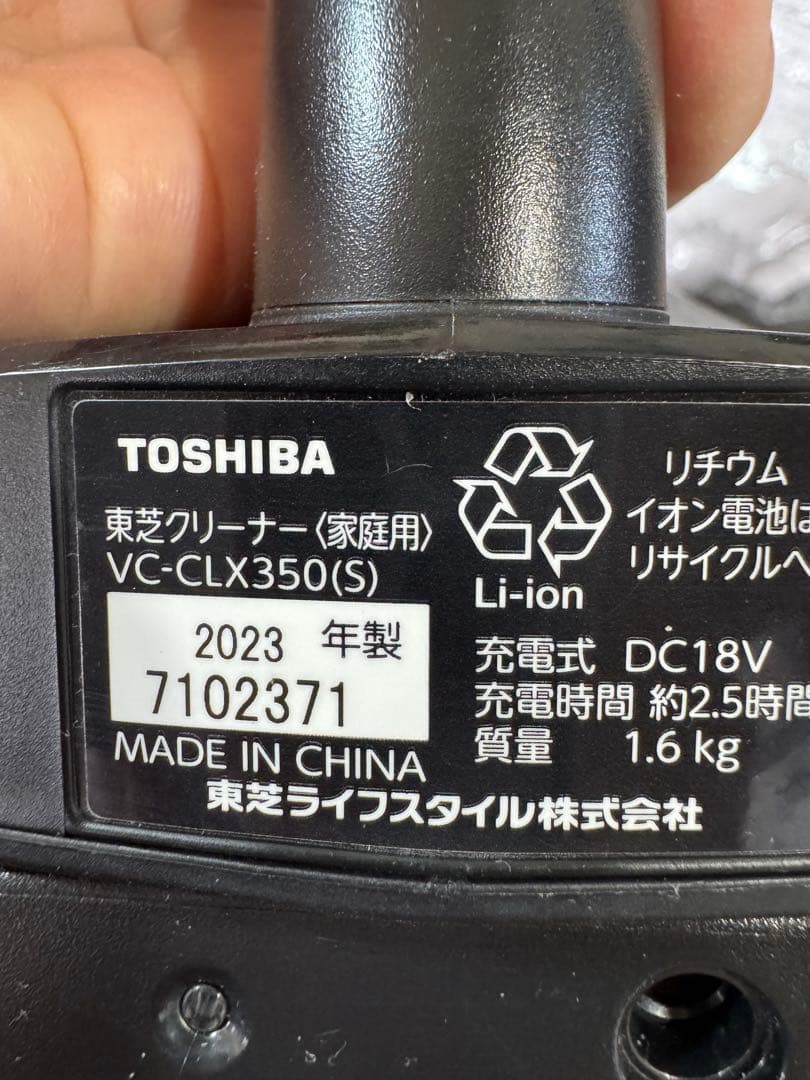 TOSHIBA
東芝クリーナー〈家庭用〉
VC-CLX350(S)
2023 年製
7102371
MADE IN CHINA
東芝ライフスタイル株式会社
Li-ion
リチウム
イオン電池は
リサイクルへ
充電式 DC18V
充電時間 約2.5時間
質量 1.6 kg